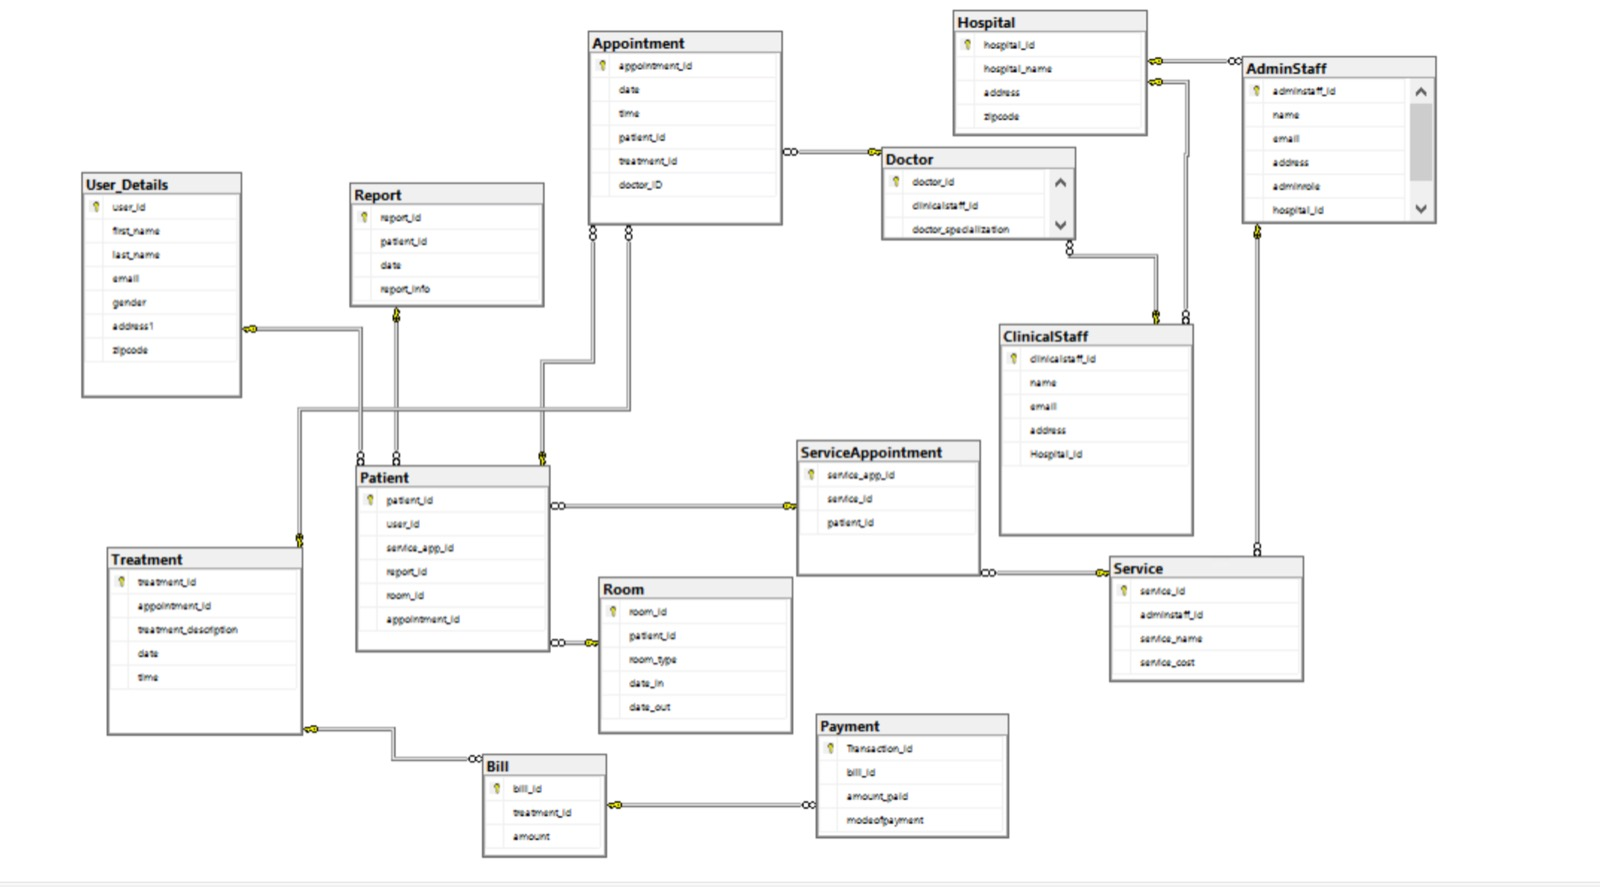 Hospital
hospital_id
hospital_name
address
zipcode
Appointment
appointment_id
date
time
patient_id
treatment_id
doctor_ID
AdminStaff
adminstaff_id
name
email
address
adminrole
hospital_id
Doctor
doctor_id
clinicalstaff_id
doctor_specialization
User_Details
user_id
first_name
last_name
email
gender
address1
zipcode
Report
report_id
patient_id
date
report_info
ClinicalStaff
clinicalstaff_id
name
email
address
Hospital_id
ServiceAppointment
service_app_id
service_id
patient_id
Patient
patient_id
user_id
service_app_id
report_id
room_id
appointment_id
Treatment
treatment_id
appointment_id
treatment_description
date
time
Room
room_id
patient_id
room_type
date_in
date_out
Service
service_id
adminstaff_id
service_name
service_cost
Payment
Transaction_id
bill_id
amount_paid
modeofpayment
Bill
bill_id
treatment_id
amount